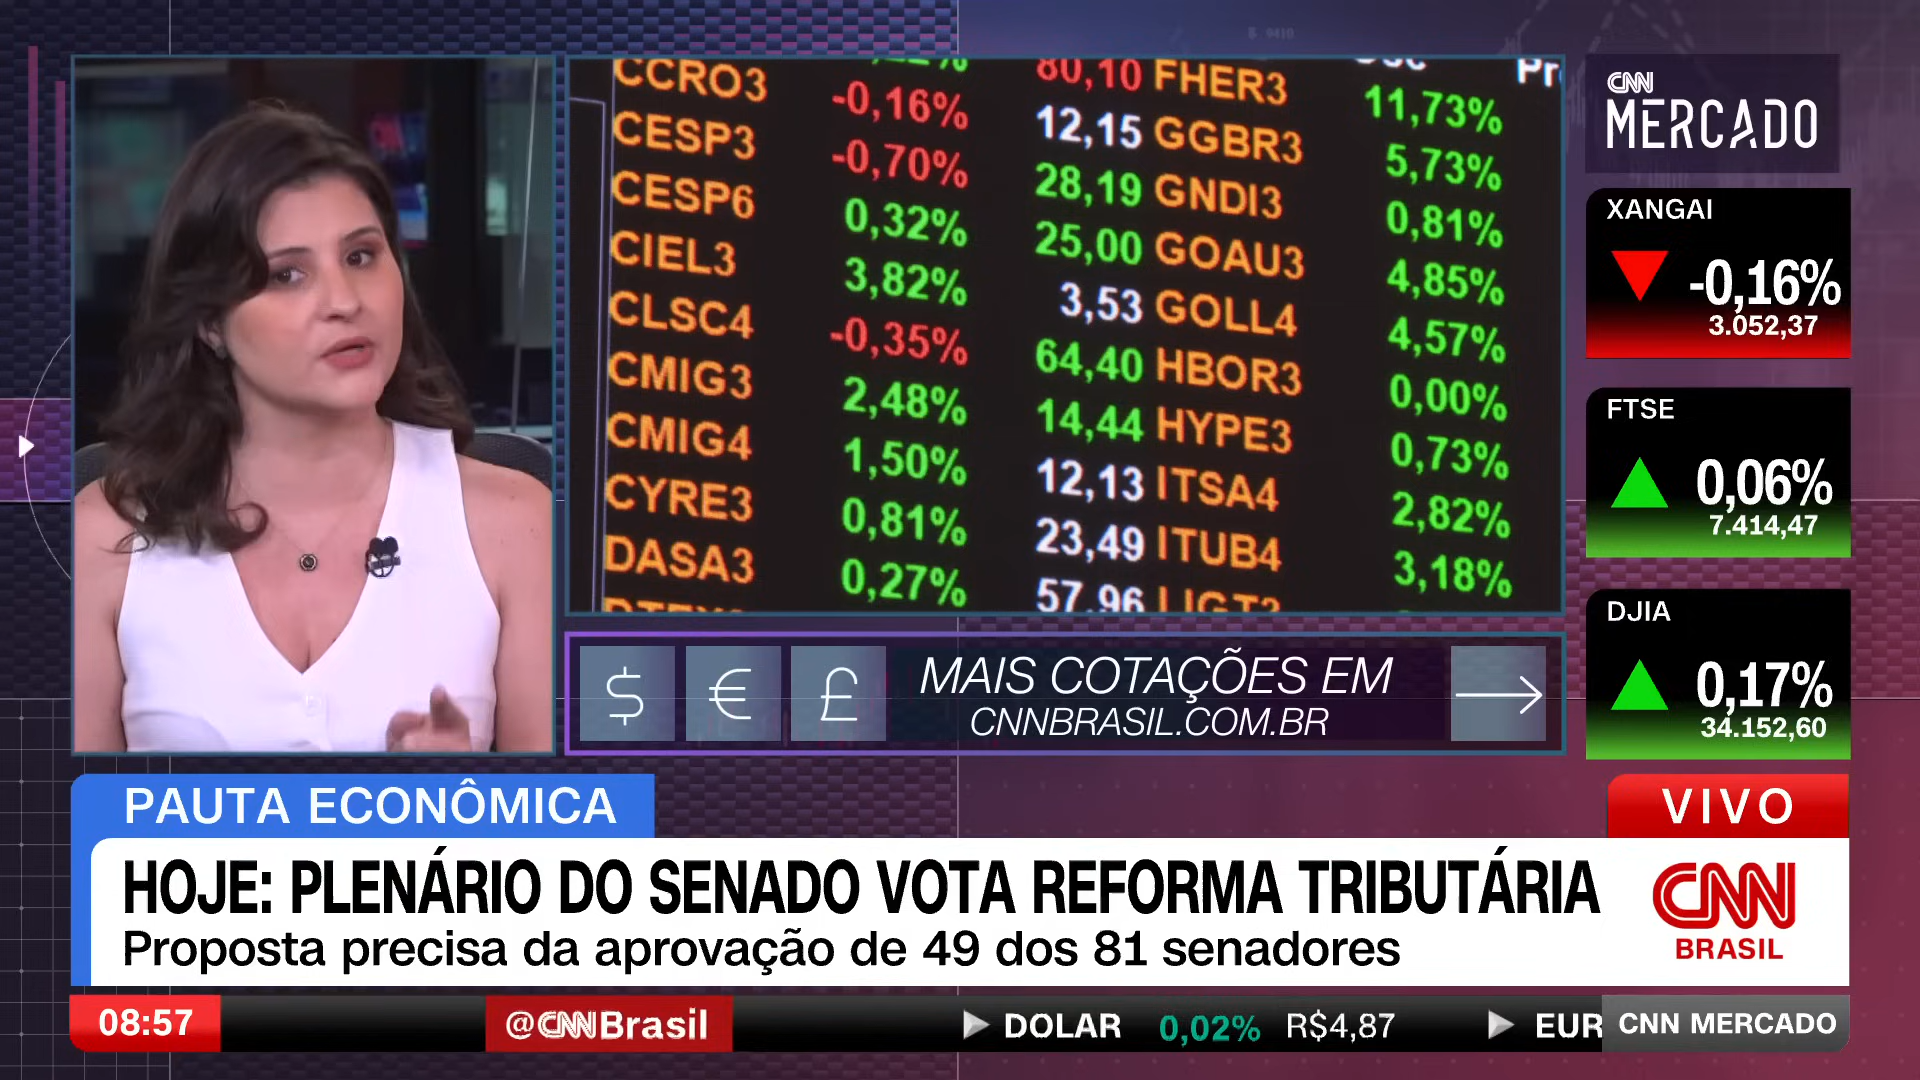 CNN
MERCADO
XANGAI
-0,16%
3.052,37
FTSE
0,06%
7.414,47
DJIA
0,17%
34.152,60
CCRO3 -0,16% 80,10 FHER3 11,73%
CESP3 -0,70% 12,15 GGBR3 5,73%
CESP6 0,32% 28,19 GNDI3 0,81%
CIEL3 3,82% 25,00 GOAU3 4,85%
CLSC4 -0,35% 3,53 GOLL4 4,57%
CMIG3 2,48% 64,40 HBOR3 0,00%
CMIG4 1,50% 14,44 HYPE3 0,73%
CYRE3 0,81% 12,13 ITSA4 2,82%
DASA3 0,27% 23,49 ITUB4 3,18%
57,96
$ € £ MAIS COTAÇÕES EM
CNNBRASIL.COM.BR
PAUTA ECONÔMICA
VIVO
HOJE: PLENÁRIO DO SENADO VOTA REFORMA TRIBUTÁRIA
Proposta precisa da aprovação de 49 dos 81 senadores
CNN
BRASIL
08:57 @CNNBrasil DOLAR 0,02% R$4,87 EUR CNN MERCADO